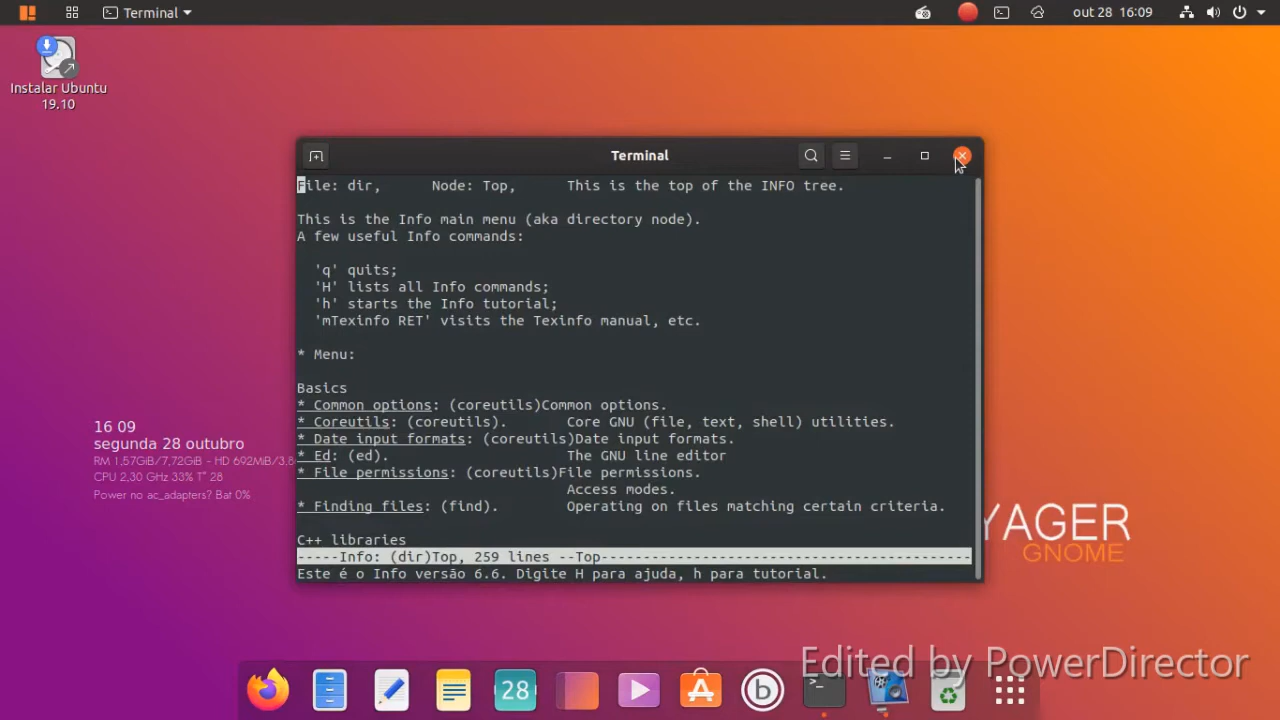 Terminal
out 28 16:09
Instalar Ubuntu
19.10
Terminal
File: dir, Node: Top, This is the top of the INFO tree.
This is the Info main menu (aka directory node).
A few useful Info commands:
'q' quits;
'H' lists all Info commands;
'h' starts the Info tutorial;
'mTexinfo RET' visits the Texinfo manual, etc.
* Menu:
Basics
* Common options: (coreutils)Common options.
* Coreutils: (coreutils). Core GNU (file, text, shell) utilities.
* Date input formats: (coreutils)Date input formats.
* Ed: (ed). The GNU line editor
* File permissions: (coreutils)File permissions.
Access modes.
* Finding files: (find). Operating on files matching certain criteria.
C++ libraries
-----Info: (dir)Top, 259 lines --Top--------------------------------------------
Este é o Info versão 6.6. Digite H para ajuda, h para tutorial.
16 09
segunda 28 outubro
RM 1,57GiB/7,72GiB - HD 692MiB/3,8
CPU 2,30 GHz 33% T° 28
Power no ac_adapters? Bat 0%
YAGER
GNOME
28
Edited by PowerDirector